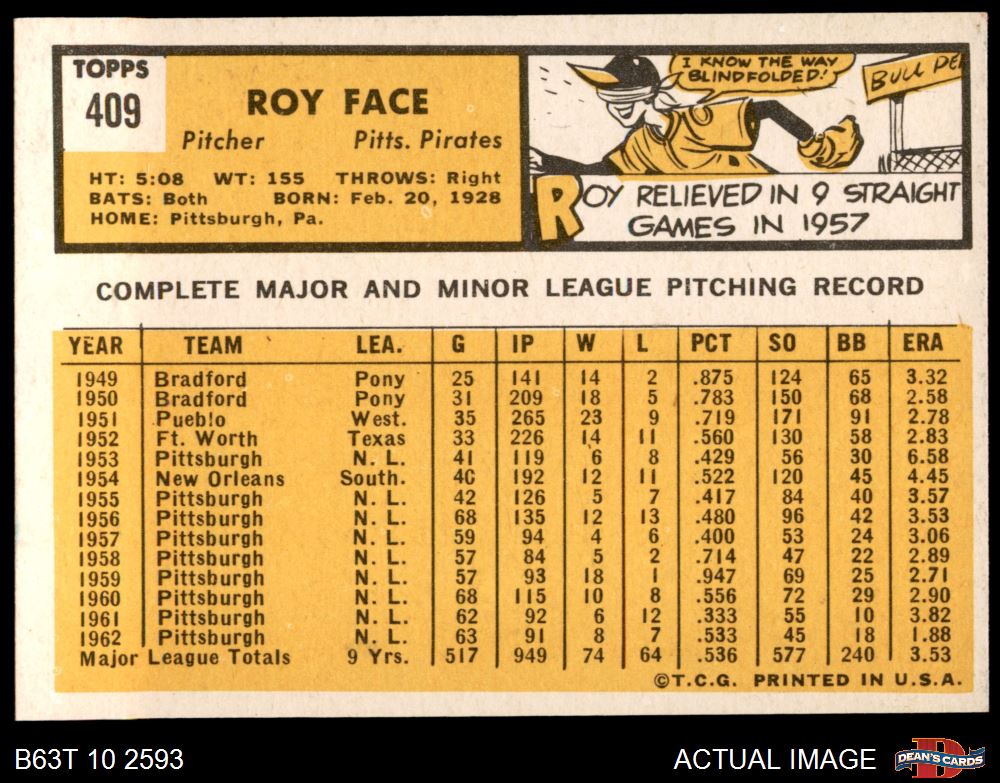 TOPPS
409
ROY FACE
Pitcher Pitts. Pirates
HT: 5:08 WT: 155 THROWS: Right
BATS: Both BORN: Feb. 20, 1928
HOME: Pittsburgh, Pa.
I KNOW THE WAY
BLINDFOLDED!
BULL PE
ROY RELIEVED IN 9 STRAIGHT
GAMES IN 1957
COMPLETE MAJOR AND MINOR LEAGUE PITCHING RECORD
YEAR TEAM LEA. G IP W L PCT SO BB ERA
1949 Bradford Pony 25 141 14 2 .875 124 65 3.32
1950 Bradford Pony 31 209 18 5 .783 150 68 2.58
1951 Pueblo West. 35 265 23 9 .719 171 91 2.78
1952 Ft. Worth Texas 33 226 14 11 .560 130 58 2.83
1953 Pittsburgh N. L. 41 119 6 8 .429 56 30 6.58
1954 New Orleans South. 40 192 12 11 .522 120 45 4.45
1955 Pittsburgh N. L. 42 126 5 7 .417 84 40 3.57
1956 Pittsburgh N. L. 68 135 12 13 .480 96 42 3.53
1957 Pittsburgh N. L. 59 94 4 6 .400 53 24 3.06
1958 Pittsburgh N. L. 57 84 5 2 .714 47 22 2.89
1959 Pittsburgh N. L. 57 93 18 1 .947 69 25 2.71
1960 Pittsburgh N. L. 68 115 10 8 .556 72 29 2.90
1961 Pittsburgh N. L. 62 92 6 12 .333 55 10 3.82
1962 Pittsburgh N. L. 63 91 8 7 .533 45 18 1.88
Major League Totals 9 Yrs. 517 949 74 64 .536 577 240 3.53
©T.C.G. PRINTED IN U.S.A.
B63T 10 2593 ACTUAL IMAGE
D
DEAN'S CARDS